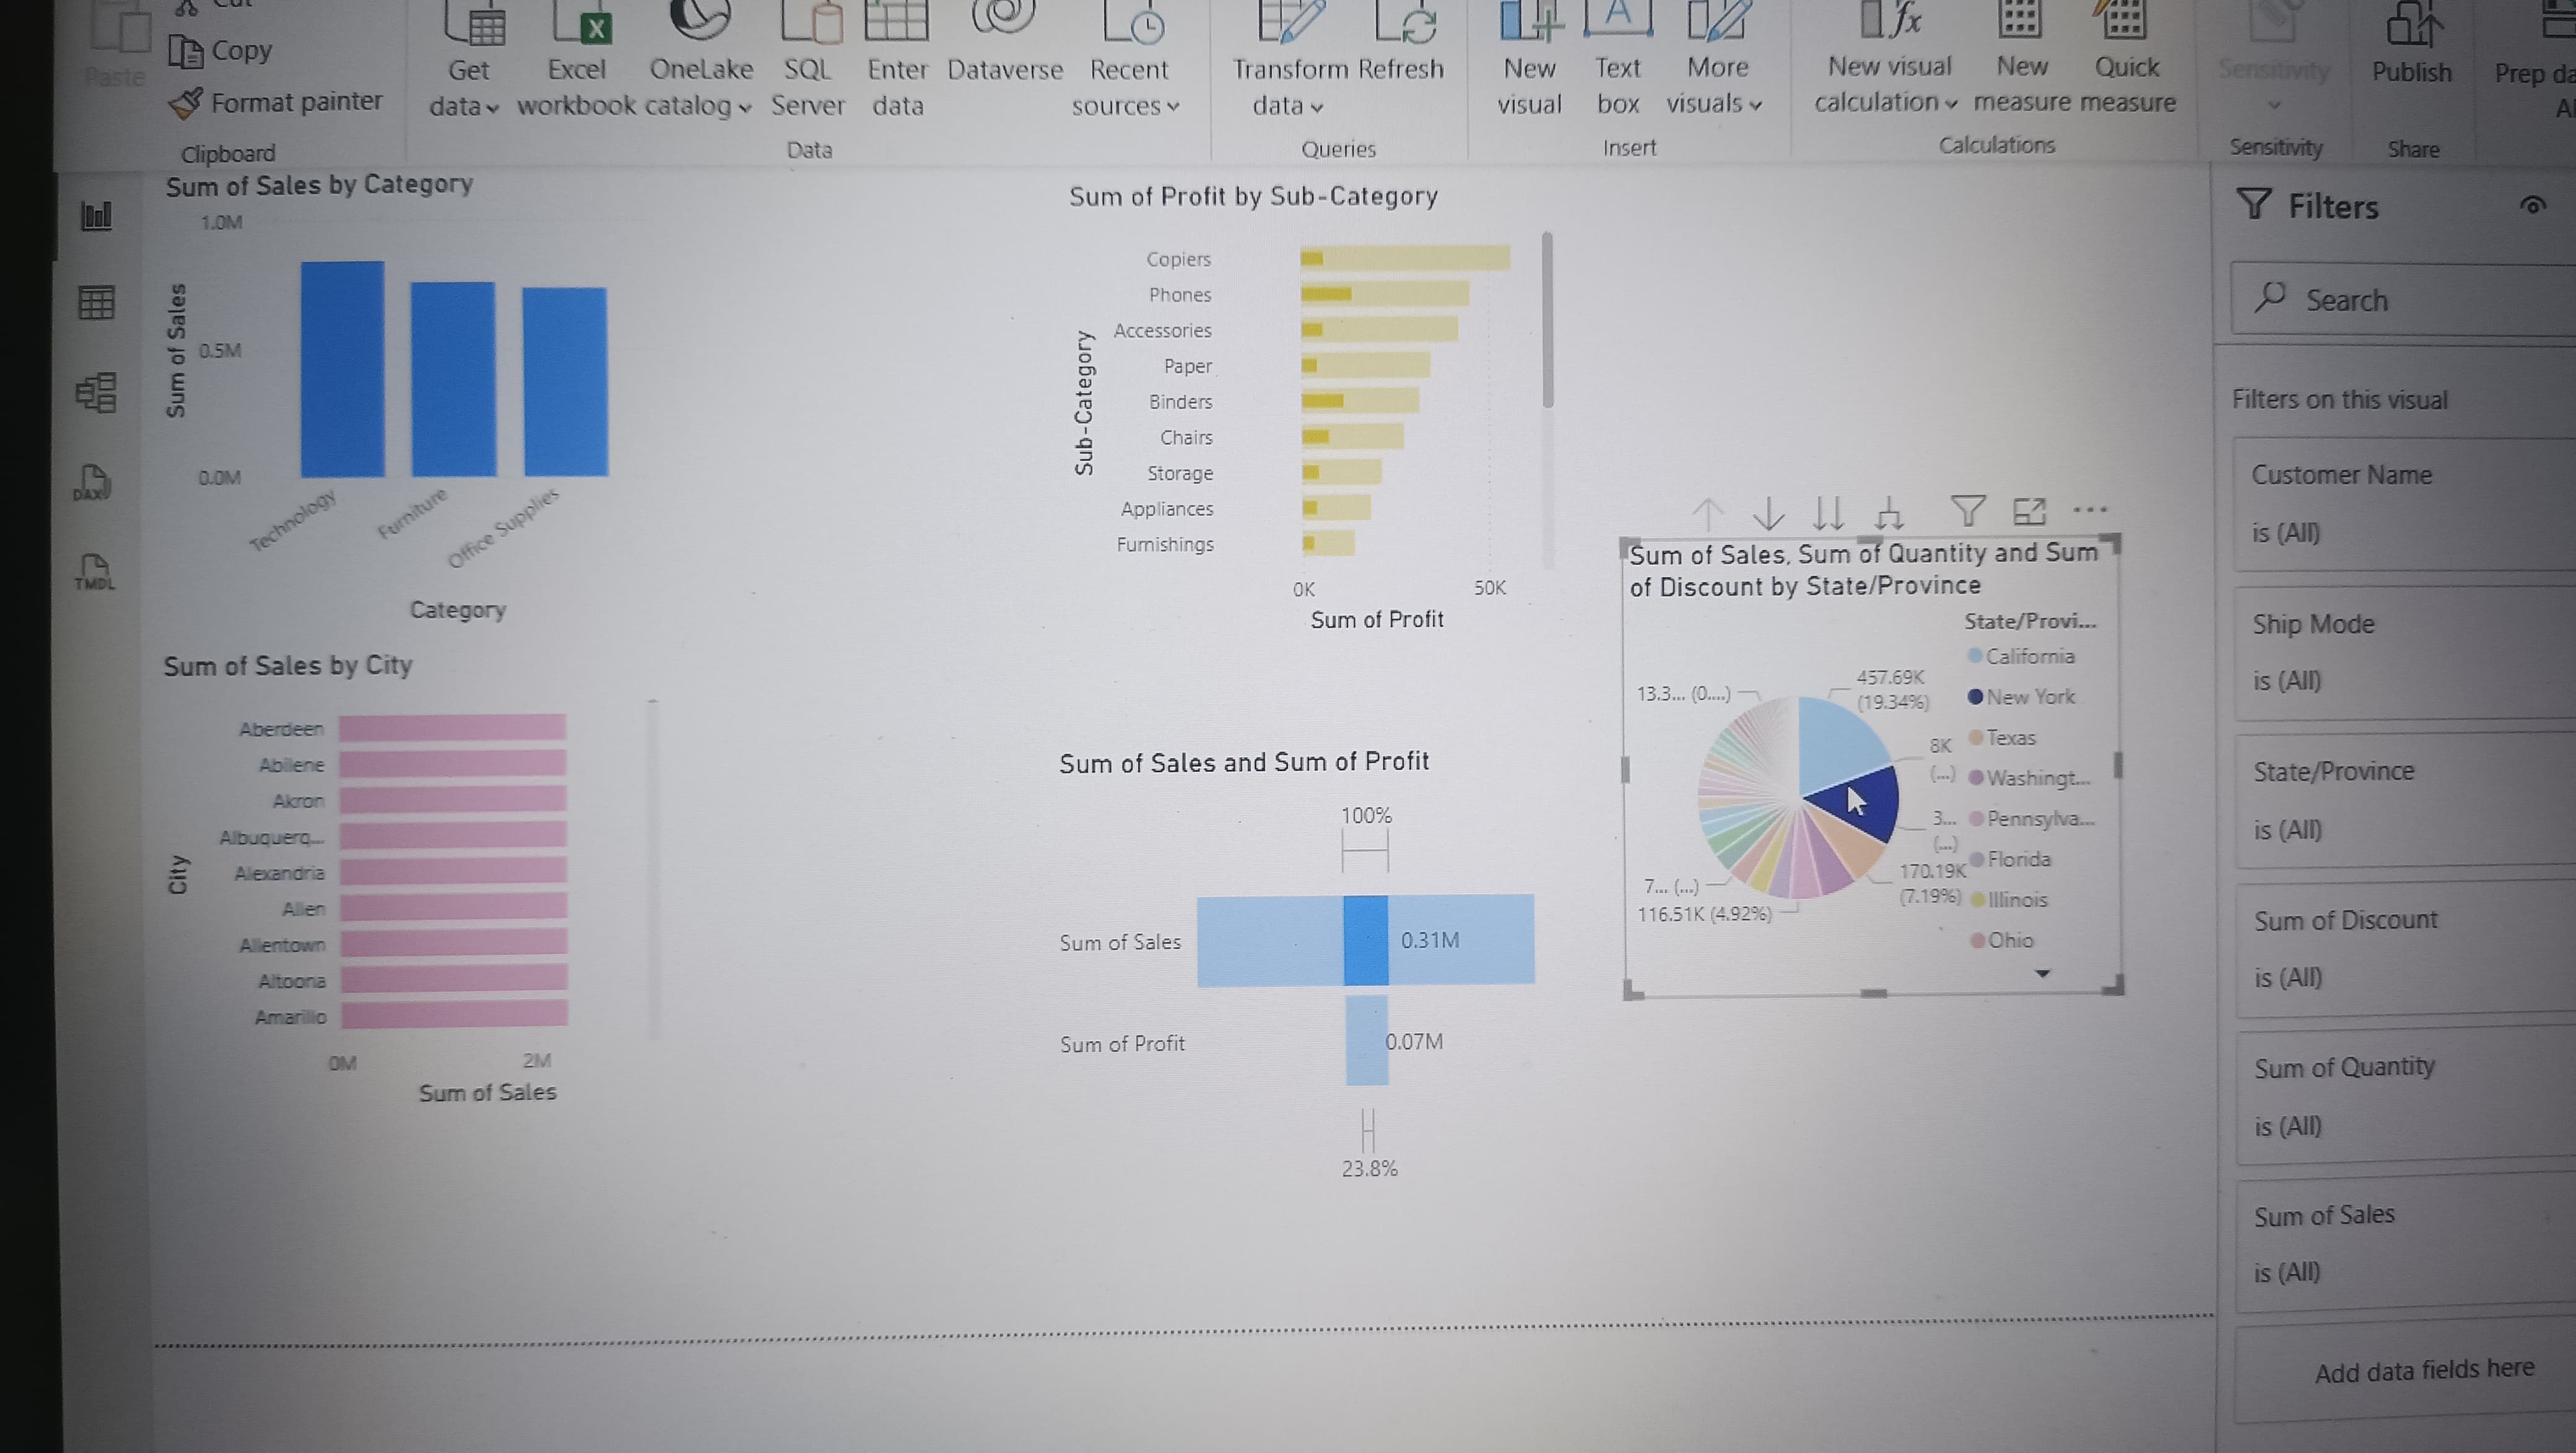 Cut
Copy
Format painter
Paste
Clipboard
Get
data
Excel
workbook
OneLake
catalog
SQL
Server
Enter
data
Dataverse
Recent
sources
Data
Transform
data
Refresh
Queries
New
visual
Text
box
More
visuals
Insert
New visual
calculation
New
measure
Quick
measure
Calculations
Sensitivity
Sensitivity
Publish
Share
Prep da
DAX
TMDL
Sum of Sales by Category
Sum of Sales
1.0M
0.5M
0.0M
Technology
Furniture
Office Supplies
Category
Sum of Profit by Sub-Category
Sub-Category
Copiers
Phones
Accessories
Paper
Binders
Chairs
Storage
Appliances
Furnishings
0K
50K
Sum of Profit
Sum of Sales by City
City
Aberdeen
Abilene
Akron
Albuquerq...
Alexandria
Allen
Allentown
Altoona
Amarillo
0M
2M
Sum of Sales
Sum of Sales and Sum of Profit
100%
Sum of Sales
0.31M
Sum of Profit
0.07M
23.8%
Sum of Sales, Sum of Quantity and Sum
of Discount by State/Province
State/Provi...
California
New York
Texas
Washingt...
Pennsylva...
Florida
Illinois
Ohio
457.69K
(19.34%)
8K
(...)
3...
(...)
170.19K
(7.19%)
116.51K (4.92%)
7... (...)
13.3... (0....)
Filters
Search
Filters on this visual
Customer Name
is (All)
Ship Mode
is (All)
State/Province
is (All)
Sum of Discount
is (All)
Sum of Quantity
is (All)
Sum of Sales
is (All)
Add data fields here